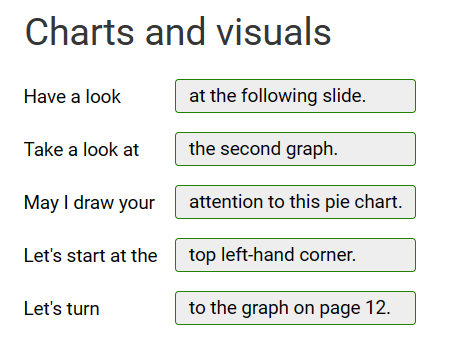 Charts and visuals
Have a look at the following slide.
Take a look at the second graph.
May I draw your attention to this pie chart.
Let's start at the top left-hand corner.
Let's turn to the graph on page 12.